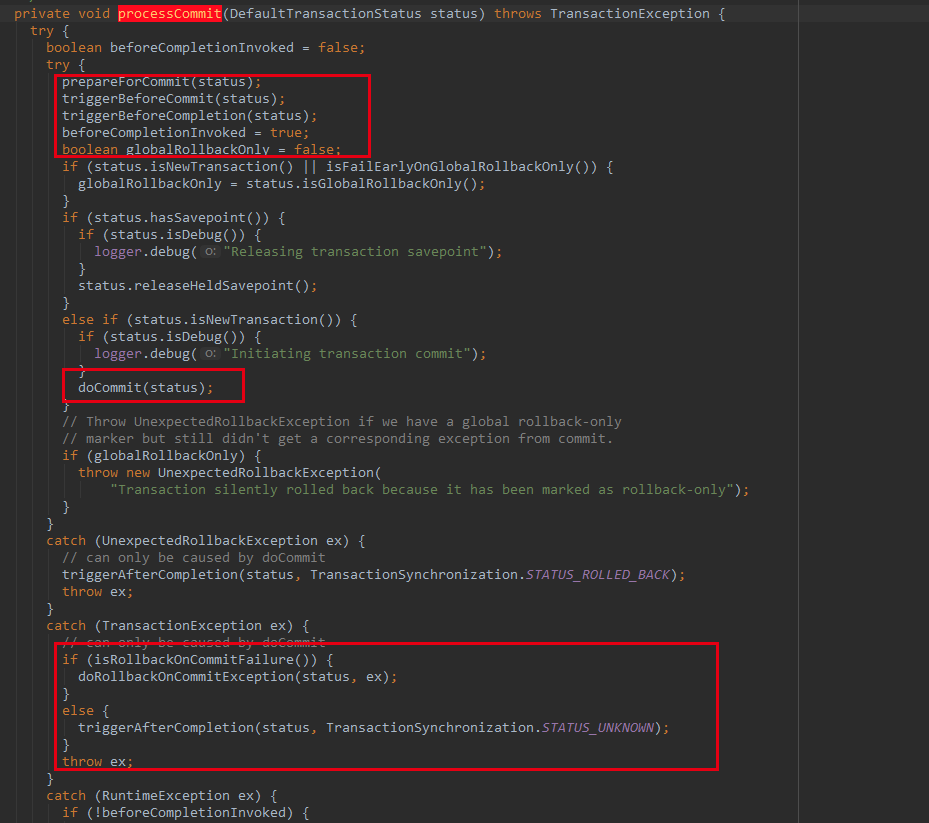 private void processCommit(DefaultTransactionStatus status) throws TransactionException {
try {
boolean beforeCompletionInvoked = false;
try {
prepareForCommit(status);
triggerBeforeCommit(status);
triggerBeforeCompletion(status);
beforeCompletionInvoked = true;
boolean globalRollbackOnly = false;
if (status.isNewTransaction() || isFailEarlyOnGlobalRollbackOnly()) {
globalRollbackOnly = status.isGlobalRollbackOnly();
}
if (status.hasSavepoint()) {
if (status.isDebug()) {
logger.debug( o: "Releasing transaction savepoint");
}
status.releaseHeldSavepoint();
}
else if (status.isNewTransaction()) {
if (status.isDebug()) {
logger.debug( o: "Initiating transaction commit");
}
doCommit(status);
}
// Throw UnexpectedRollbackException if we have a global rollback-only
// marker but still didn't get a corresponding exception from commit.
if (globalRollbackOnly) {
throw new UnexpectedRollbackException(
"Transaction silently rolled back because it has been marked as rollback-only");
}
}
catch (UnexpectedRollbackException ex) {
// can only be caused by doCommit
triggerAfterCompletion(status, TransactionSynchronization.STATUS_ROLLED_BACK);
throw ex;
}
catch (TransactionException ex) {
// can only be caused by doCommit
if (isRollbackOnCommitFailure()) {
doRollbackOnCommitException(status, ex);
}
else {
triggerAfterCompletion(status, TransactionSynchronization.STATUS_UNKNOWN);
}
throw ex;
}
catch (RuntimeException ex) {
if (!beforeCompletionInvoked) {